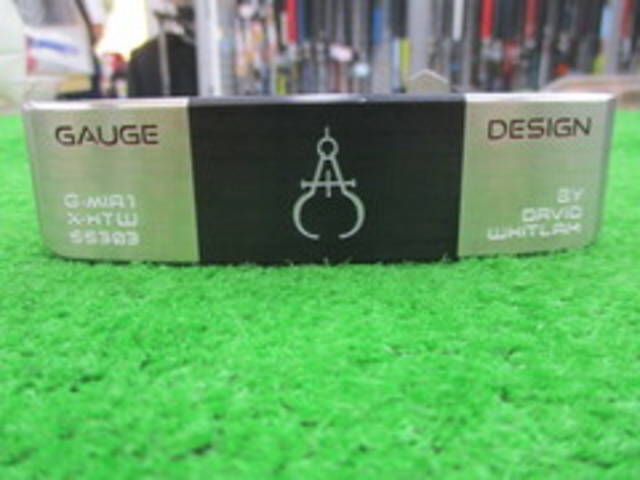 GAUGE
G-MIA1
X-HTW
SS303
DESIGN
BY
DAVID
WHITLAM